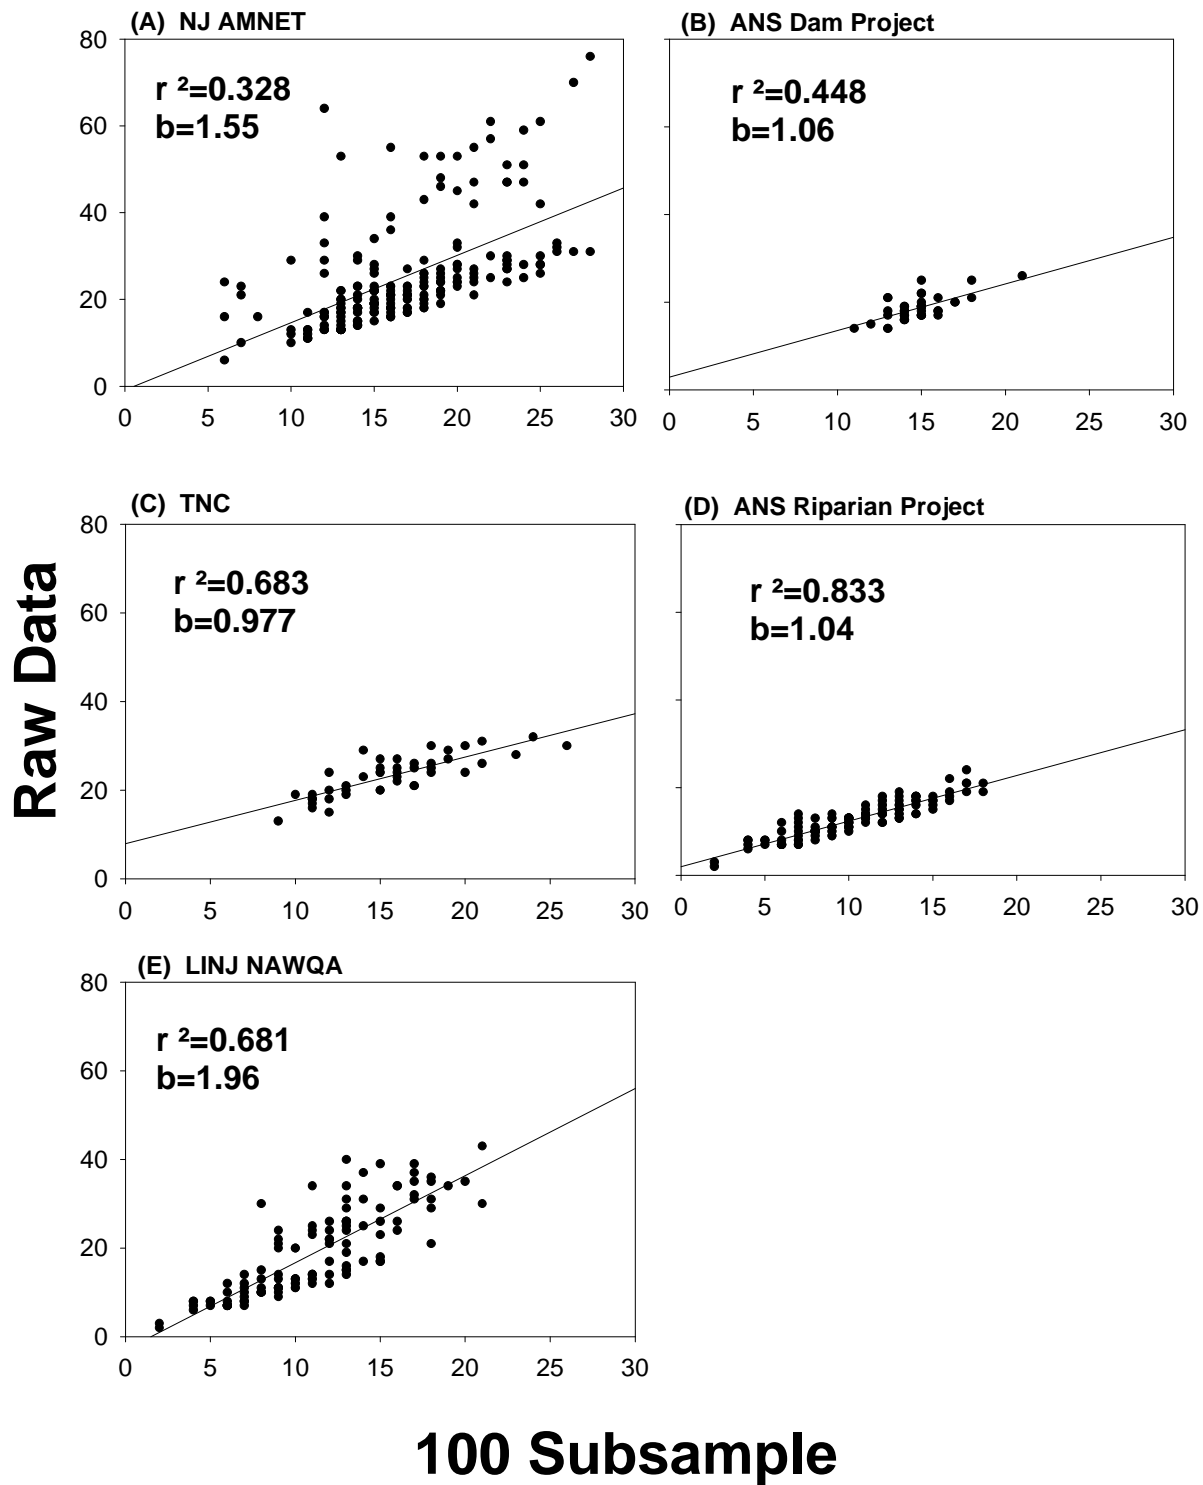 (A) NJ AMNET
r ²=0.328
b=1.55
80
60
40
20
0
0 5 10 15 20 25 30
(B) ANS Dam Project
r ²=0.448
b=1.06
0 5 10 15 20 25 30
(C) TNC
r ²=0.683
b=0.977
80
60
40
20
0
0 5 10 15 20 25 30
(D) ANS Riparian Project
r ²=0.833
b=1.04
0 5 10 15 20 25 30
Raw Data
(E) LINJ NAWQA
r ²=0.681
b=1.96
80
60
40
20
0
0 5 10 15 20 25 30
100 Subsample